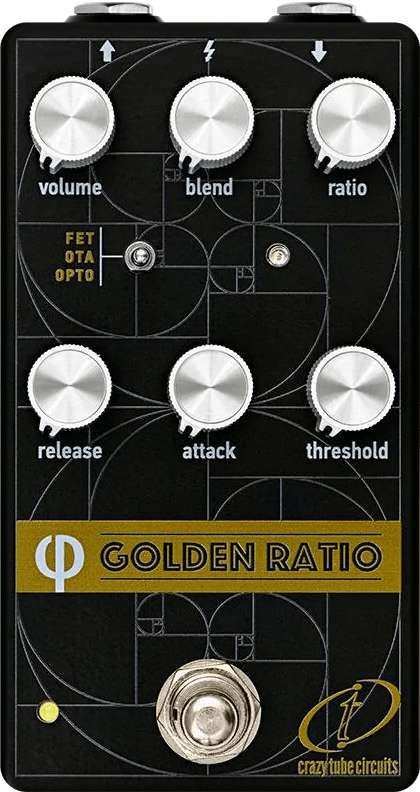 volume blend ratio
FET
OTA
OPTO
release attack threshold
φ GOLDEN RATIO
crazy tube circuits